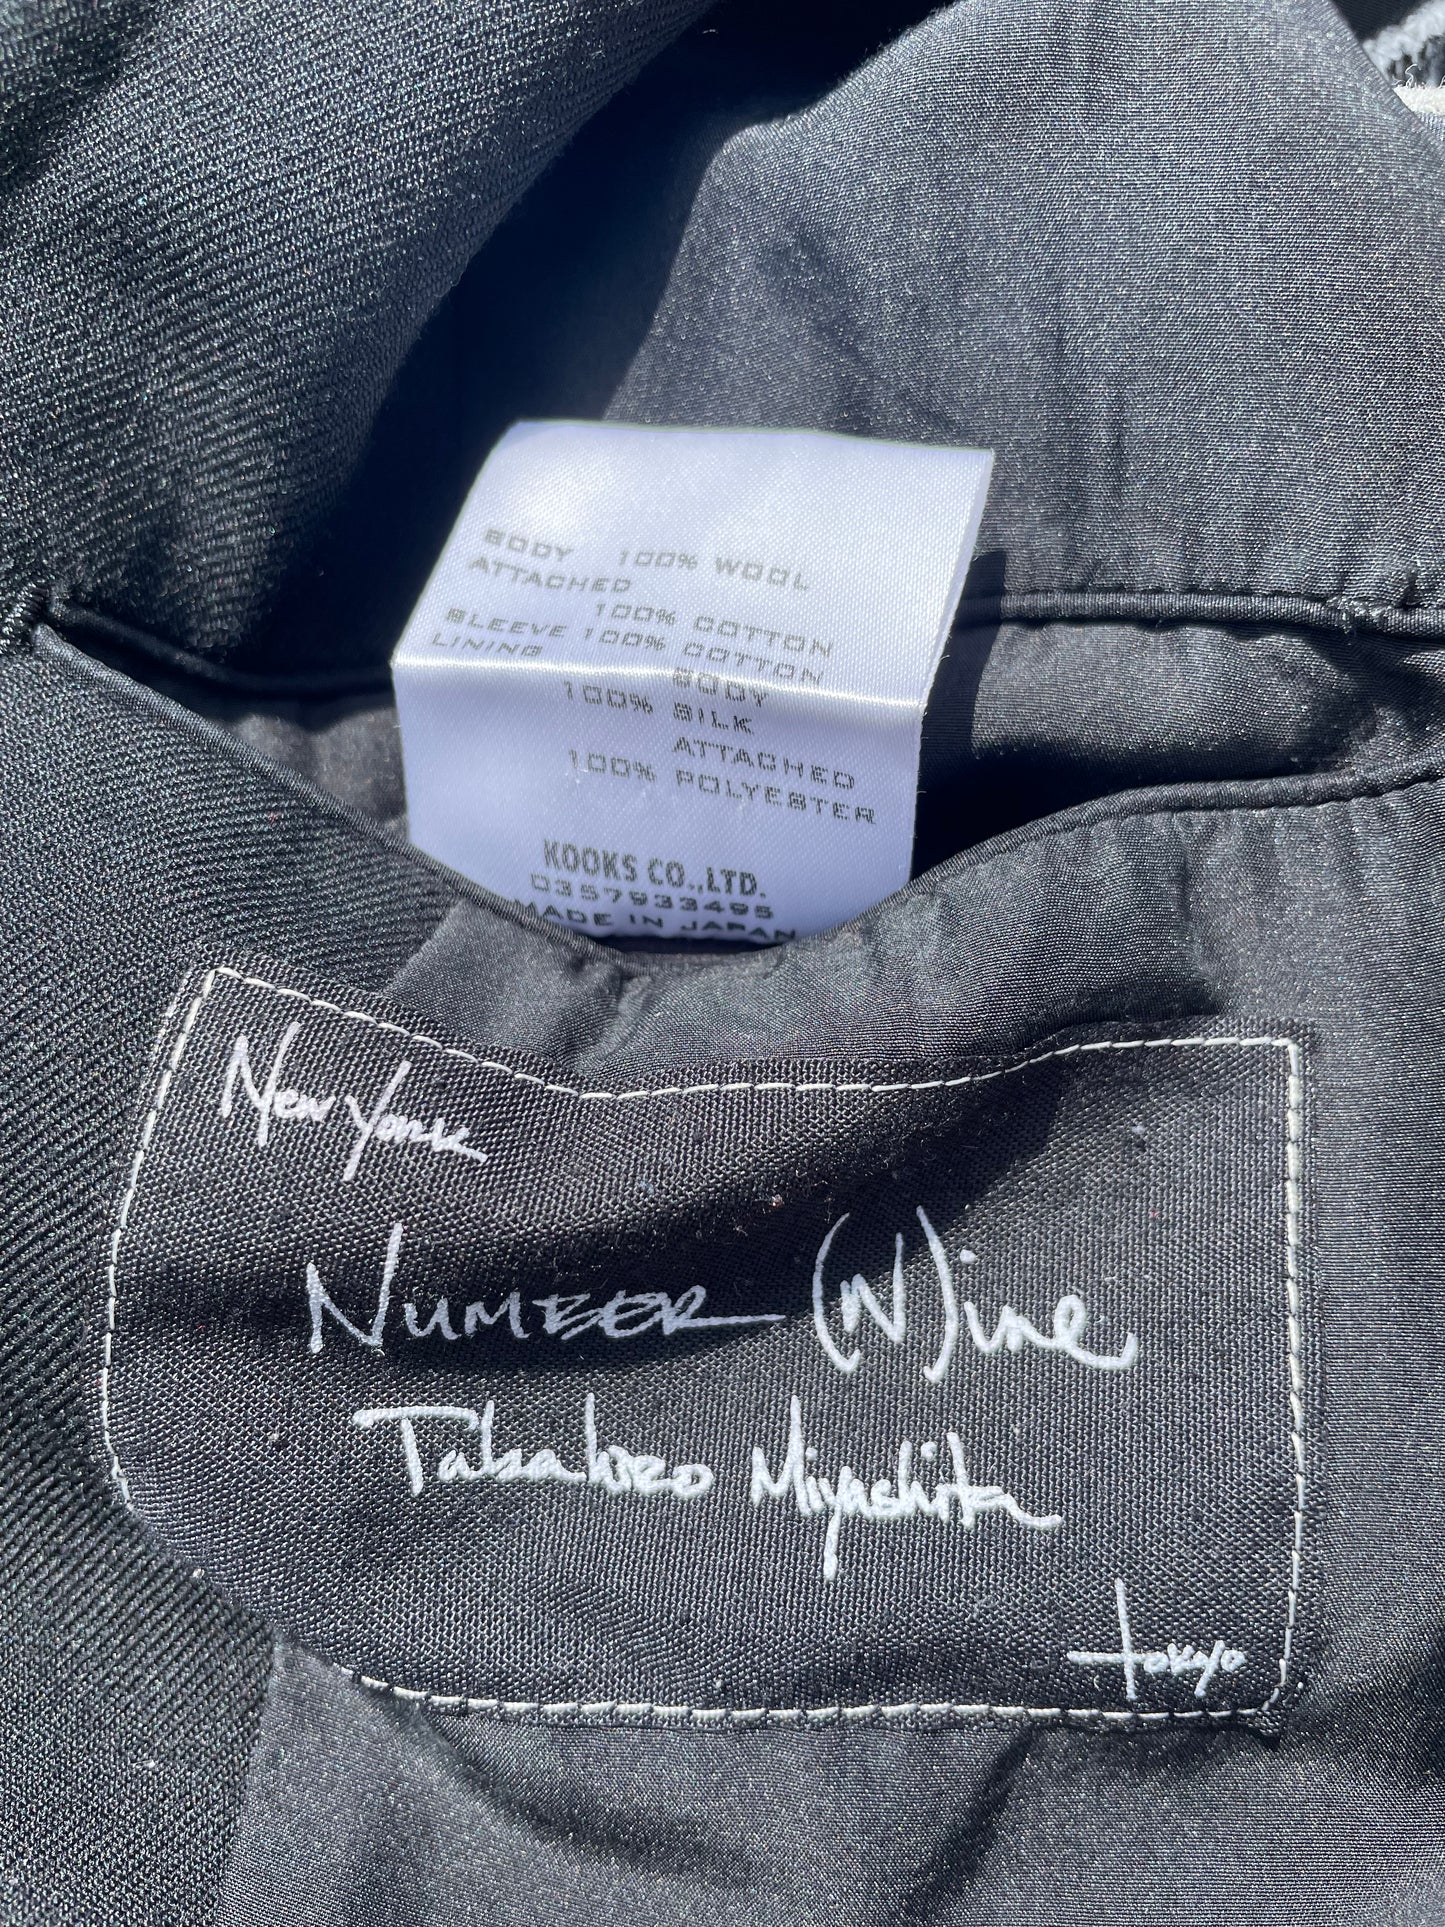 BODY 100% WOOL
ATTACHED
100% COTTON
SLEEVE 100% COTTON
LINING
BODY
100% SILK
ATTACHED
100% POLYESTER
KOOKS CO.,LTD.
0357933495
MADE IN JAPAN
New York
NUMBER (N)ine
Takahiro Miyashita
tokyo